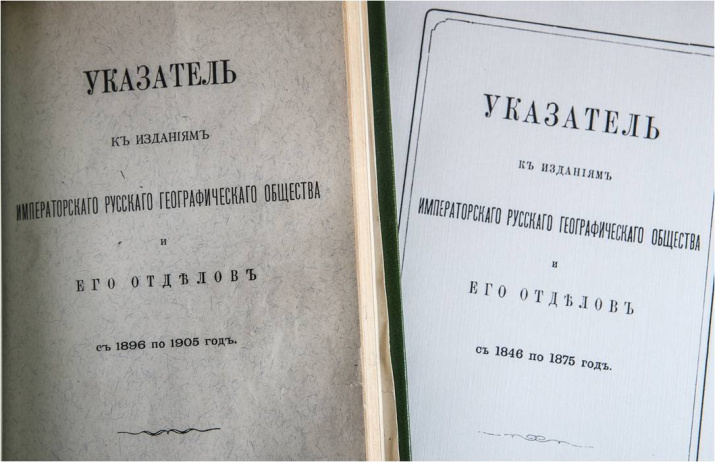 УКАЗАТЕЛЬ
КЪ ИЗДАНІЯМЪ
ИМПЕРАТОРСКАГО РУССКАГО ГЕОГРАФИЧЕСКАГО ОБЩЕСТВА
и
ЕГО ОТДѢЛОВЪ
съ 1896 по 1905 годъ.
УКАЗАТЕЛЬ
КЪ ИЗДАНІЯМЪ
ИМПЕРАТОРСКАГО РУССКАГО ГЕОГРАФИЧЕСКАГО ОБЩЕСТВА
и
ЕГО ОТДѢЛОВЪ
съ 1846 по 1875 годъ.